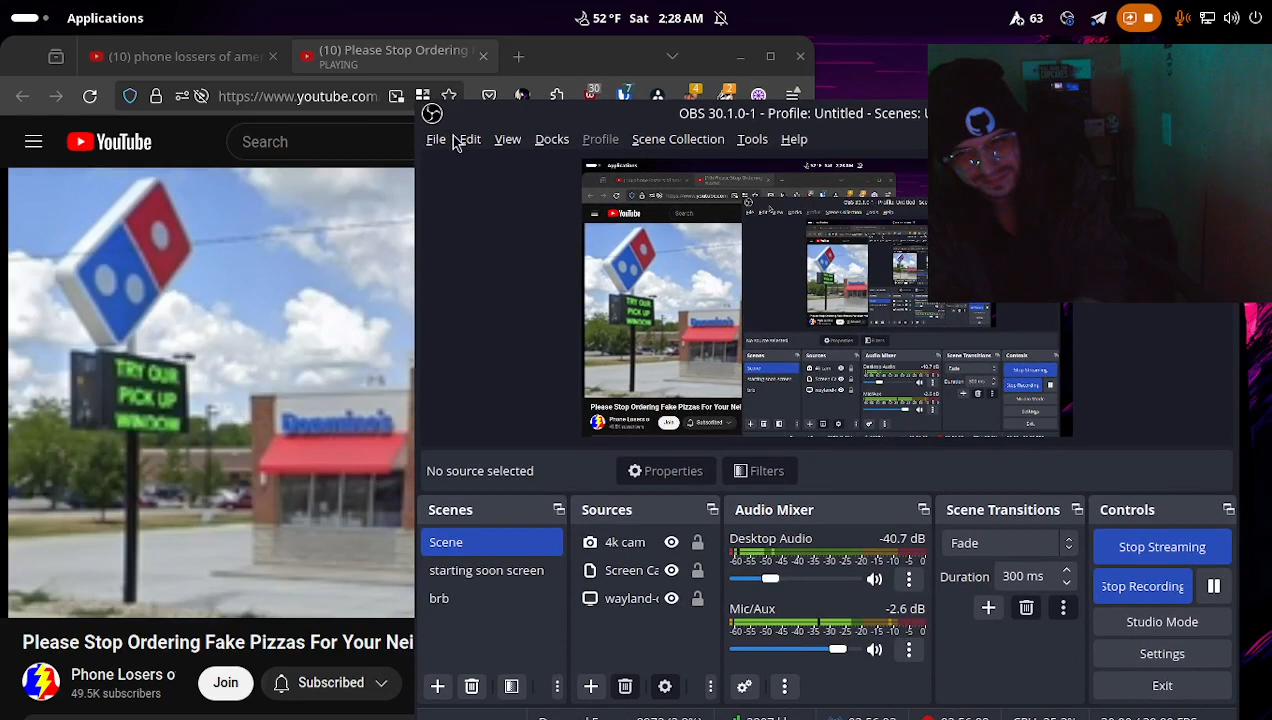 Applications
52 °F Sat 2:28 AM
63
(10) phone lossers of amer
(10) Please Stop Ordering
PLAYING
https://www.youtube.com
30
7
4
2
OBS 30.1.0-1 - Profile: Untitled - Scenes: U
File Edit View Docks Profile Scene Collection Tools Help
YouTube
Search
TRY OUR
PICK UP
WINDOW
Domino's
Please Stop Ordering Fake Pizzas For Your Nei
Phone Losers o
49.5K subscribers
Join
Subscribed
No source selected
Properties
Filters
Scenes
Scene
starting soon screen
brb
Sources
4k cam
Screen Ca
wayland-
Audio Mixer
Desktop Audio -40.7 dB
-60 -55 -50 -45 -40 -35 -30 -25 -20 -15 -10 -5 0
Mic/Aux -2.6 dB
-60 -55 -50 -45 -40 -35 -30 -25 -20 -15 -10 -5 0
Scene Transitions
Fade
Duration 300 ms
Controls
Stop Streaming
Stop Recording
Studio Mode
Settings
Exit